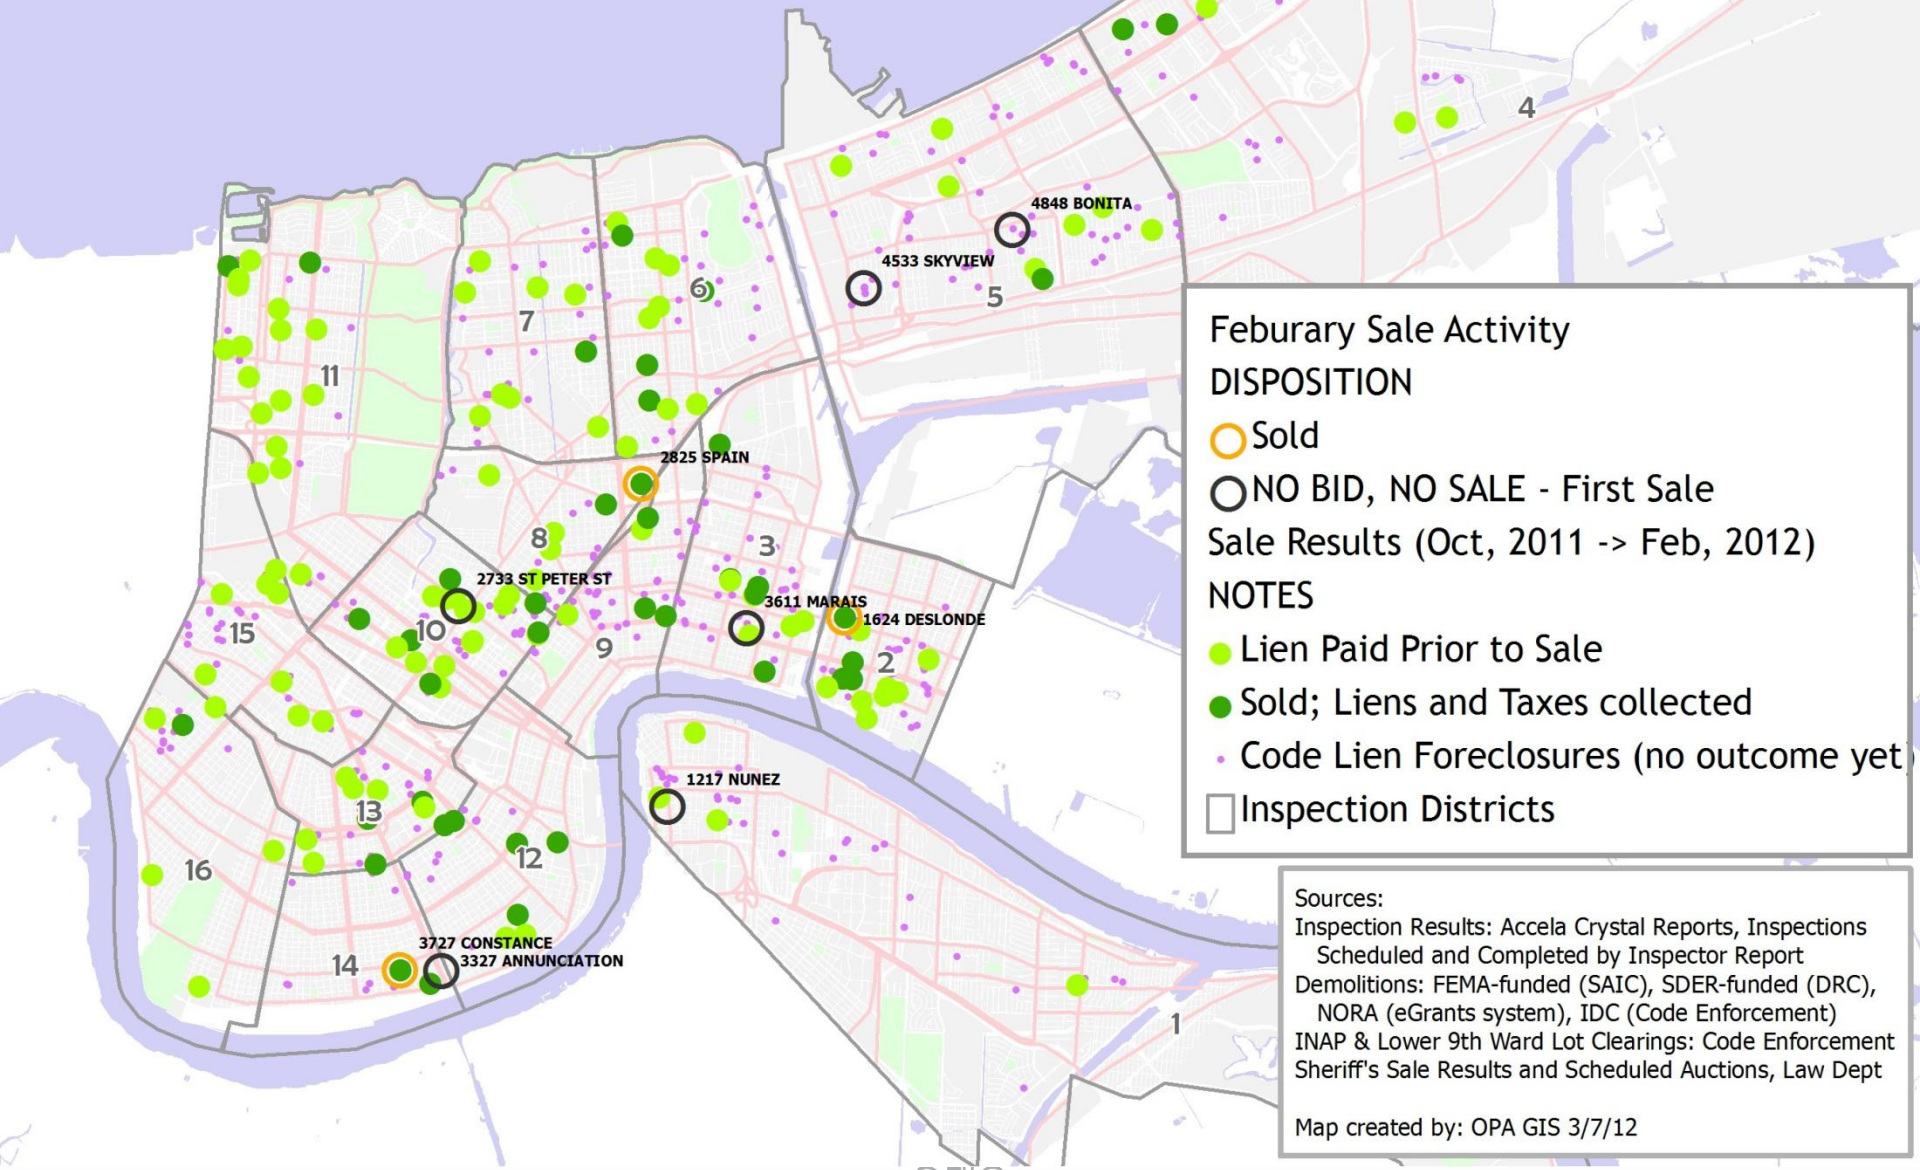 4
4848 BONITA
4533 SKYVIEW
5
6
7
11
2825 SPAIN
8
3
2733 ST PETER ST
3611 MARAIS
1624 DESLONDE
10
15
9
2
1217 NUNEZ
13
12
16
3727 CONSTANCE
3327 ANNUNCIATION
14
1
Feburary Sale Activity
DISPOSITION
Sold
NO BID, NO SALE - First Sale
Sale Results (Oct, 2011 -> Feb, 2012)
NOTES
Lien Paid Prior to Sale
Sold; Liens and Taxes collected
Code Lien Foreclosures (no outcome yet)
Inspection Districts
Sources:
Inspection Results: Accela Crystal Reports, Inspections
Scheduled and Completed by Inspector Report
Demolitions: FEMA-funded (SAIC), SDER-funded (DRC),
NORA (eGrants system), IDC (Code Enforcement)
INAP & Lower 9th Ward Lot Clearings: Code Enforcement
Sheriff's Sale Results and Scheduled Auctions, Law Dept
Map created by: OPA GIS 3/7/12